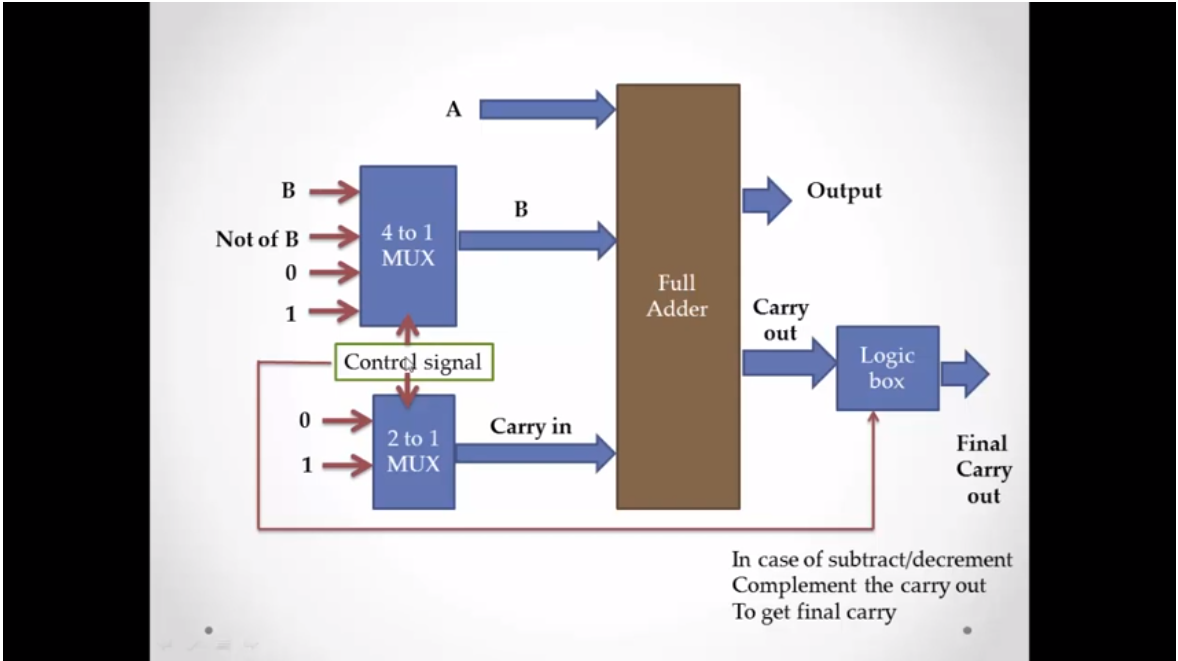 A
B
Not of B
0
1
4 to 1
MUX
B
Full
Adder
Output
Carry
out
Logic
box
Control signal
0
1
2 to 1
MUX
Carry in
Final
Carry
out
In case of subtract/decrement
Complement the carry out
To get final carry